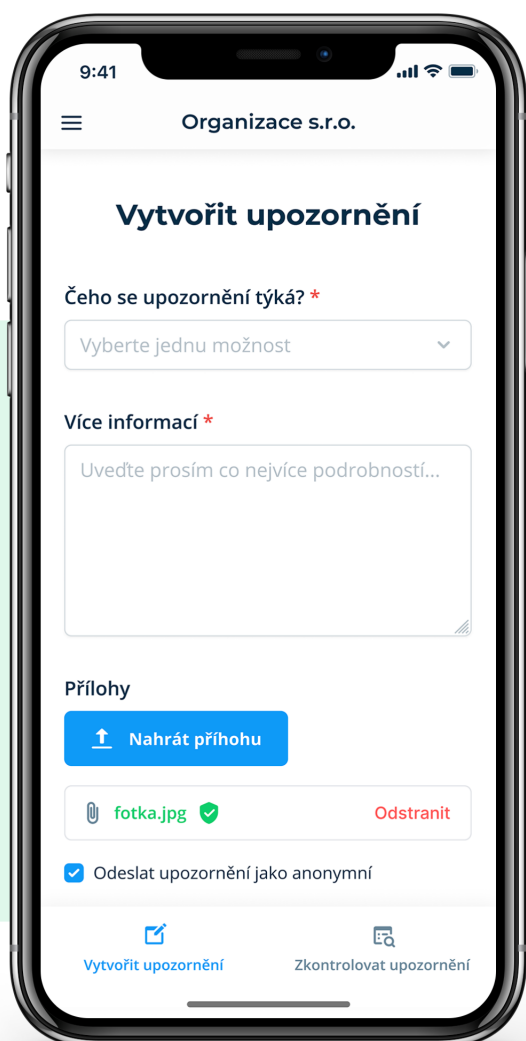 9:41
Organizace s.r.o.
Vytvořit upozornění
Čeho se upozornění týká? *
Vyberte jednu možnost
Více informací *
Uveďte prosím co nejvíce podrobností...
Přílohy
Nahrát příhohu
fotka.jpg Odstranit
Odeslat upozornění jako anonymní
Vytvořit upozornění Zkontrolovat upozornění